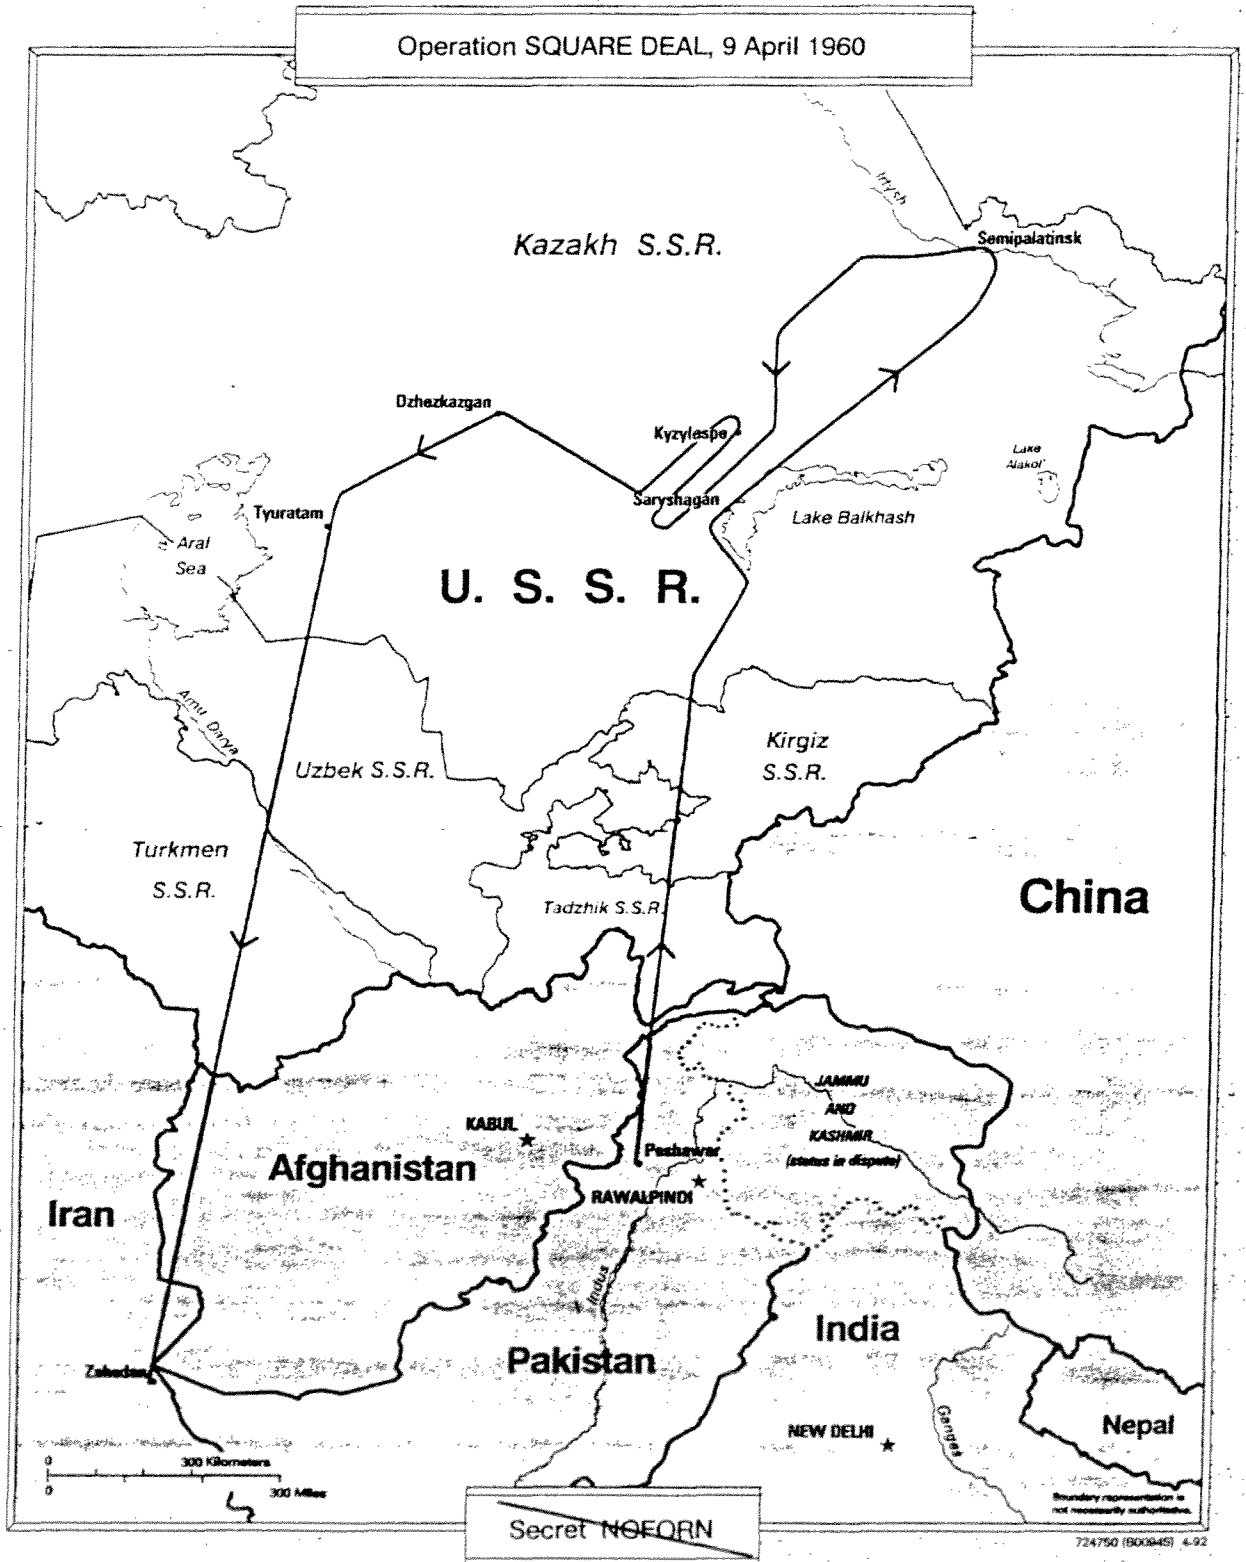 Operation SQUARE DEAL, 9 April 1960
Irtysh
Kazakh S.S.R.
Semipalatinsk
Dzhezkazgan
Kyzylespe
Lake
Alakol'
Saryshagan
Tyuratam
Lake Balkhash
Aral
Sea
U. S. S. R.
Amu Darya
Kirgiz
S.S.R.
Uzbek S.S.R.
Turkmen
S.S.R.
China
Tadzhik S.S.R.
JAMMU
AND
KASHMIR
(status in dispute)
KABUL
Peshawar
Afghanistan
RAWALPINDI
Iran
Indus
India
Pakistan
Zahedan
Ganges
Nepal
NEW DELHI
0 300 Kilometers
0 300 Miles
Boundary representation is
not necessarily authoritative.
Secret NOFORN
724750 (B00945) 4-92